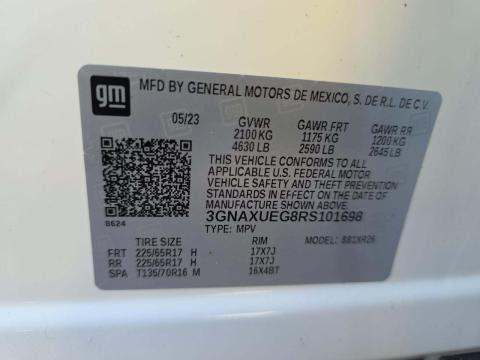 gm
MFD BY GENERAL MOTORS DE MEXICO, S. DE R.L. DE C.V.
05/23 GVWR GAWR FRT GAWR RR
2100 KG 1175 KG 1200 KG
4630 LB 2590 LB 2645 LB
THIS VEHICLE CONFORMS TO ALL
APPLICABLE U.S. FEDERAL MOTOR
VEHICLE SAFETY AND THEFT PREVENTION
STANDARDS IN EFFECT ON THE DATE OF
MANUFACTURE SHOWN ABOVE.
3GNAXUEG8RS101698
8624
TYPE: MPV MODEL:
TIRE SIZE RIM
FRT 225/65R17 H 17X7J
RR 225/65R17 H 17X7J
SPA T135/70R16 M 16X4BT